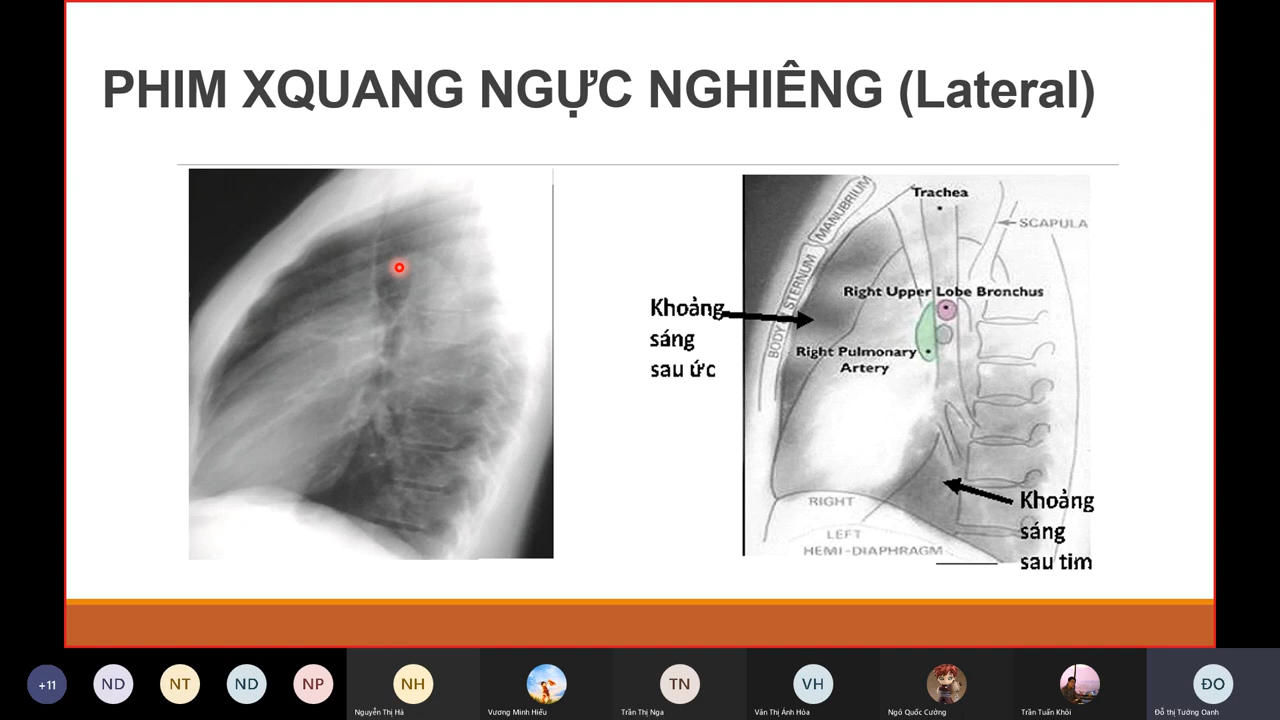 PHIM XQUANG NGỰC NGHIÊNG (Lateral)
Khoảng
sáng
sau ức
MANUBRIUM
BODY STERNUM
Trachea
SCAPULA
Right Upper Lobe Bronchus
Right Pulmonary
Artery
RIGHT
LEFT
HEMI-DIAPHRAGM
Khoảng
sáng
sau tim
+11
ND
NT
ND
NP
NH
TN
VH
ĐO
Nguyễn Thị Hà
Vương Minh Hiếu
Trần Thị Nga
Văn Thị Ánh Hòa
Ngô Quốc Cường
Trần Tuấn Khôi
Đỗ thị Tường Oanh